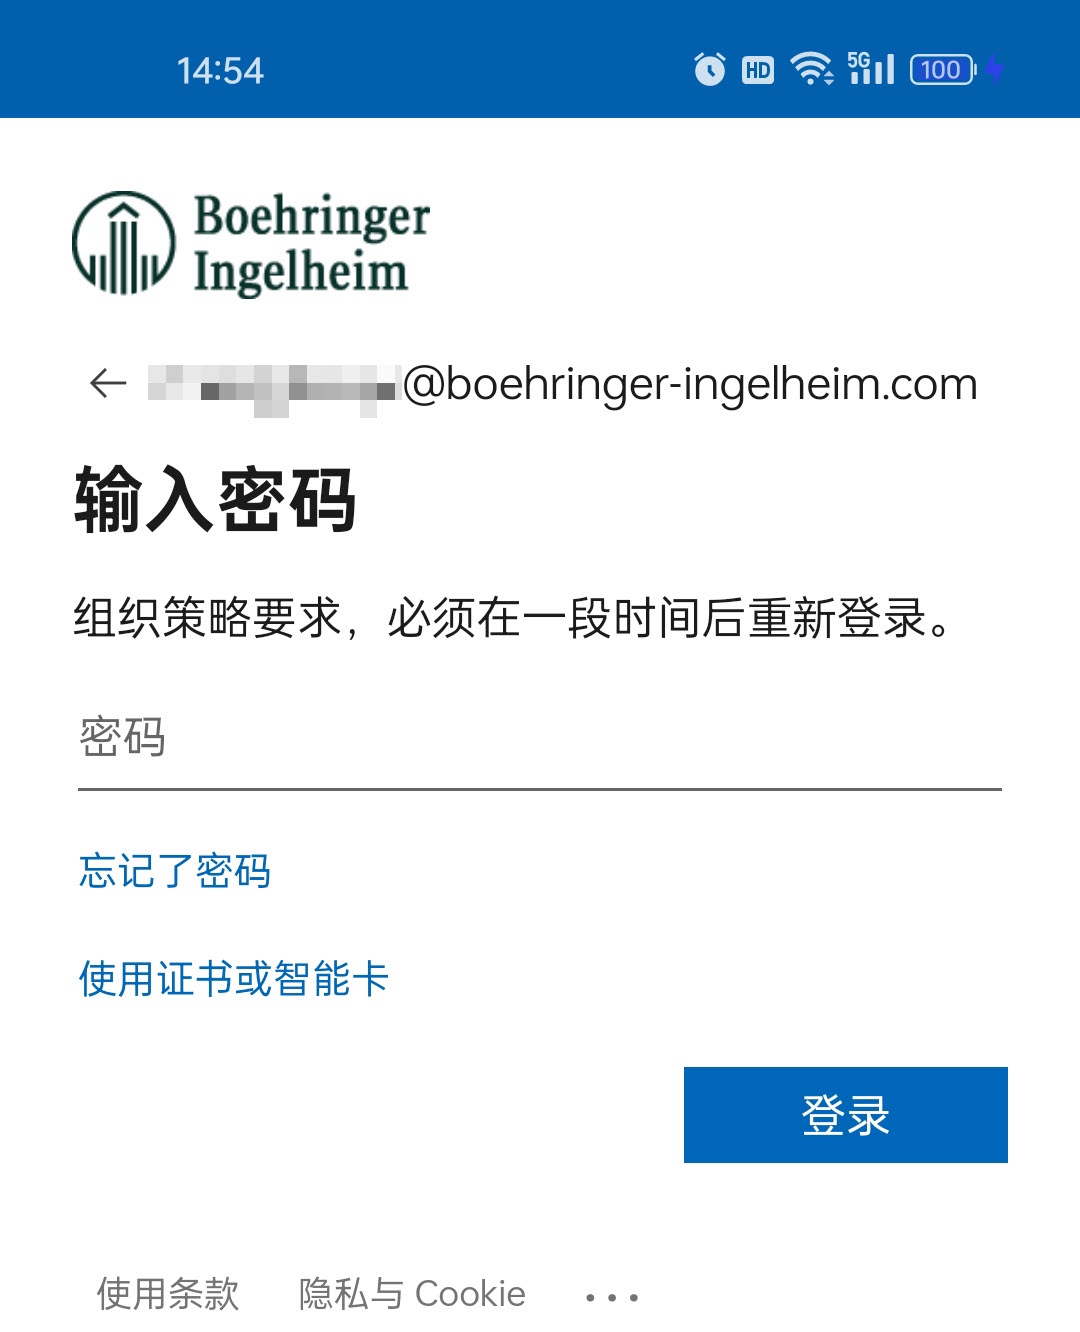 14:54
HD
5G
100
Boehringer
Ingelheim
@boehringer-ingelheim.com
输入密码
组织策略要求，必须在一段时间后重新登录。
密码
忘记了密码
使用证书或智能卡
登录
使用条款 隐私与 Cookie ...